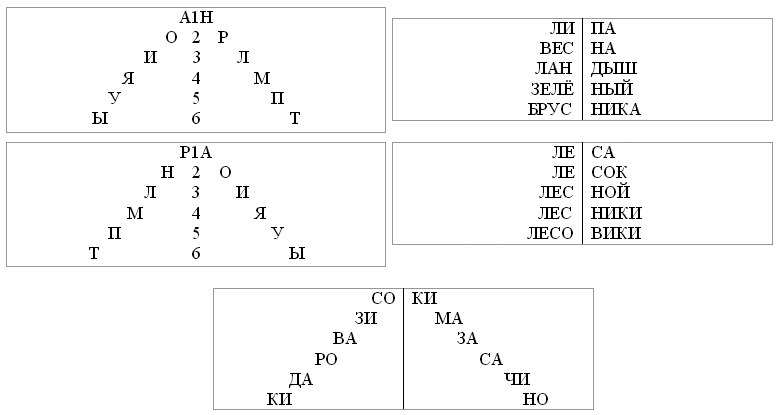 А1Н
О 2 Р
И 3 Л
Я 4 М
У 5 П
Ы 6 Т
ЛИ ПА
ВЕС НА
ЛАН ДЫШ
ЗЕЛЁ НЫЙ
БРУС НИКА
Р1А
Н 2 О
Л 3 И
М 4 Я
П 5 У
Т 6 Ы
ЛЕ СА
ЛЕ СОК
ЛЕС НОЙ
ЛЕС НИКИ
ЛЕСО ВИКИ
СО КИ
ЗИ МА
ВА ЗА
РО СА
ДА ЧИ
КИ НО